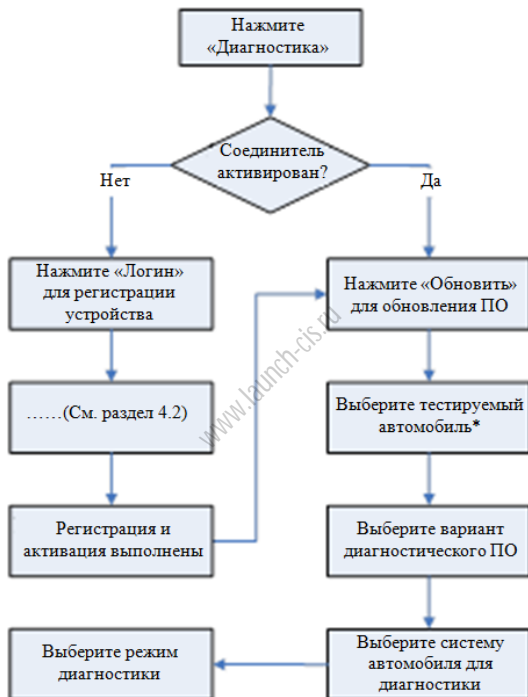 Нажмите
«Диагностика»
* Соединитель
активирован?
Нет
Да
Нажмите «Логин»
для регистрации
устройства
Нажмите «Обновить»
для обновления ПО
……(См. раздел 4.2)
Выберите тестируемый
автомобиль*
Регистрация и
активация выполнены
Выберите вариант
диагностического ПО
Выберите режим
диагностики
Выберите систему
автомобиля для
диагностики
www.launch-cis.ru